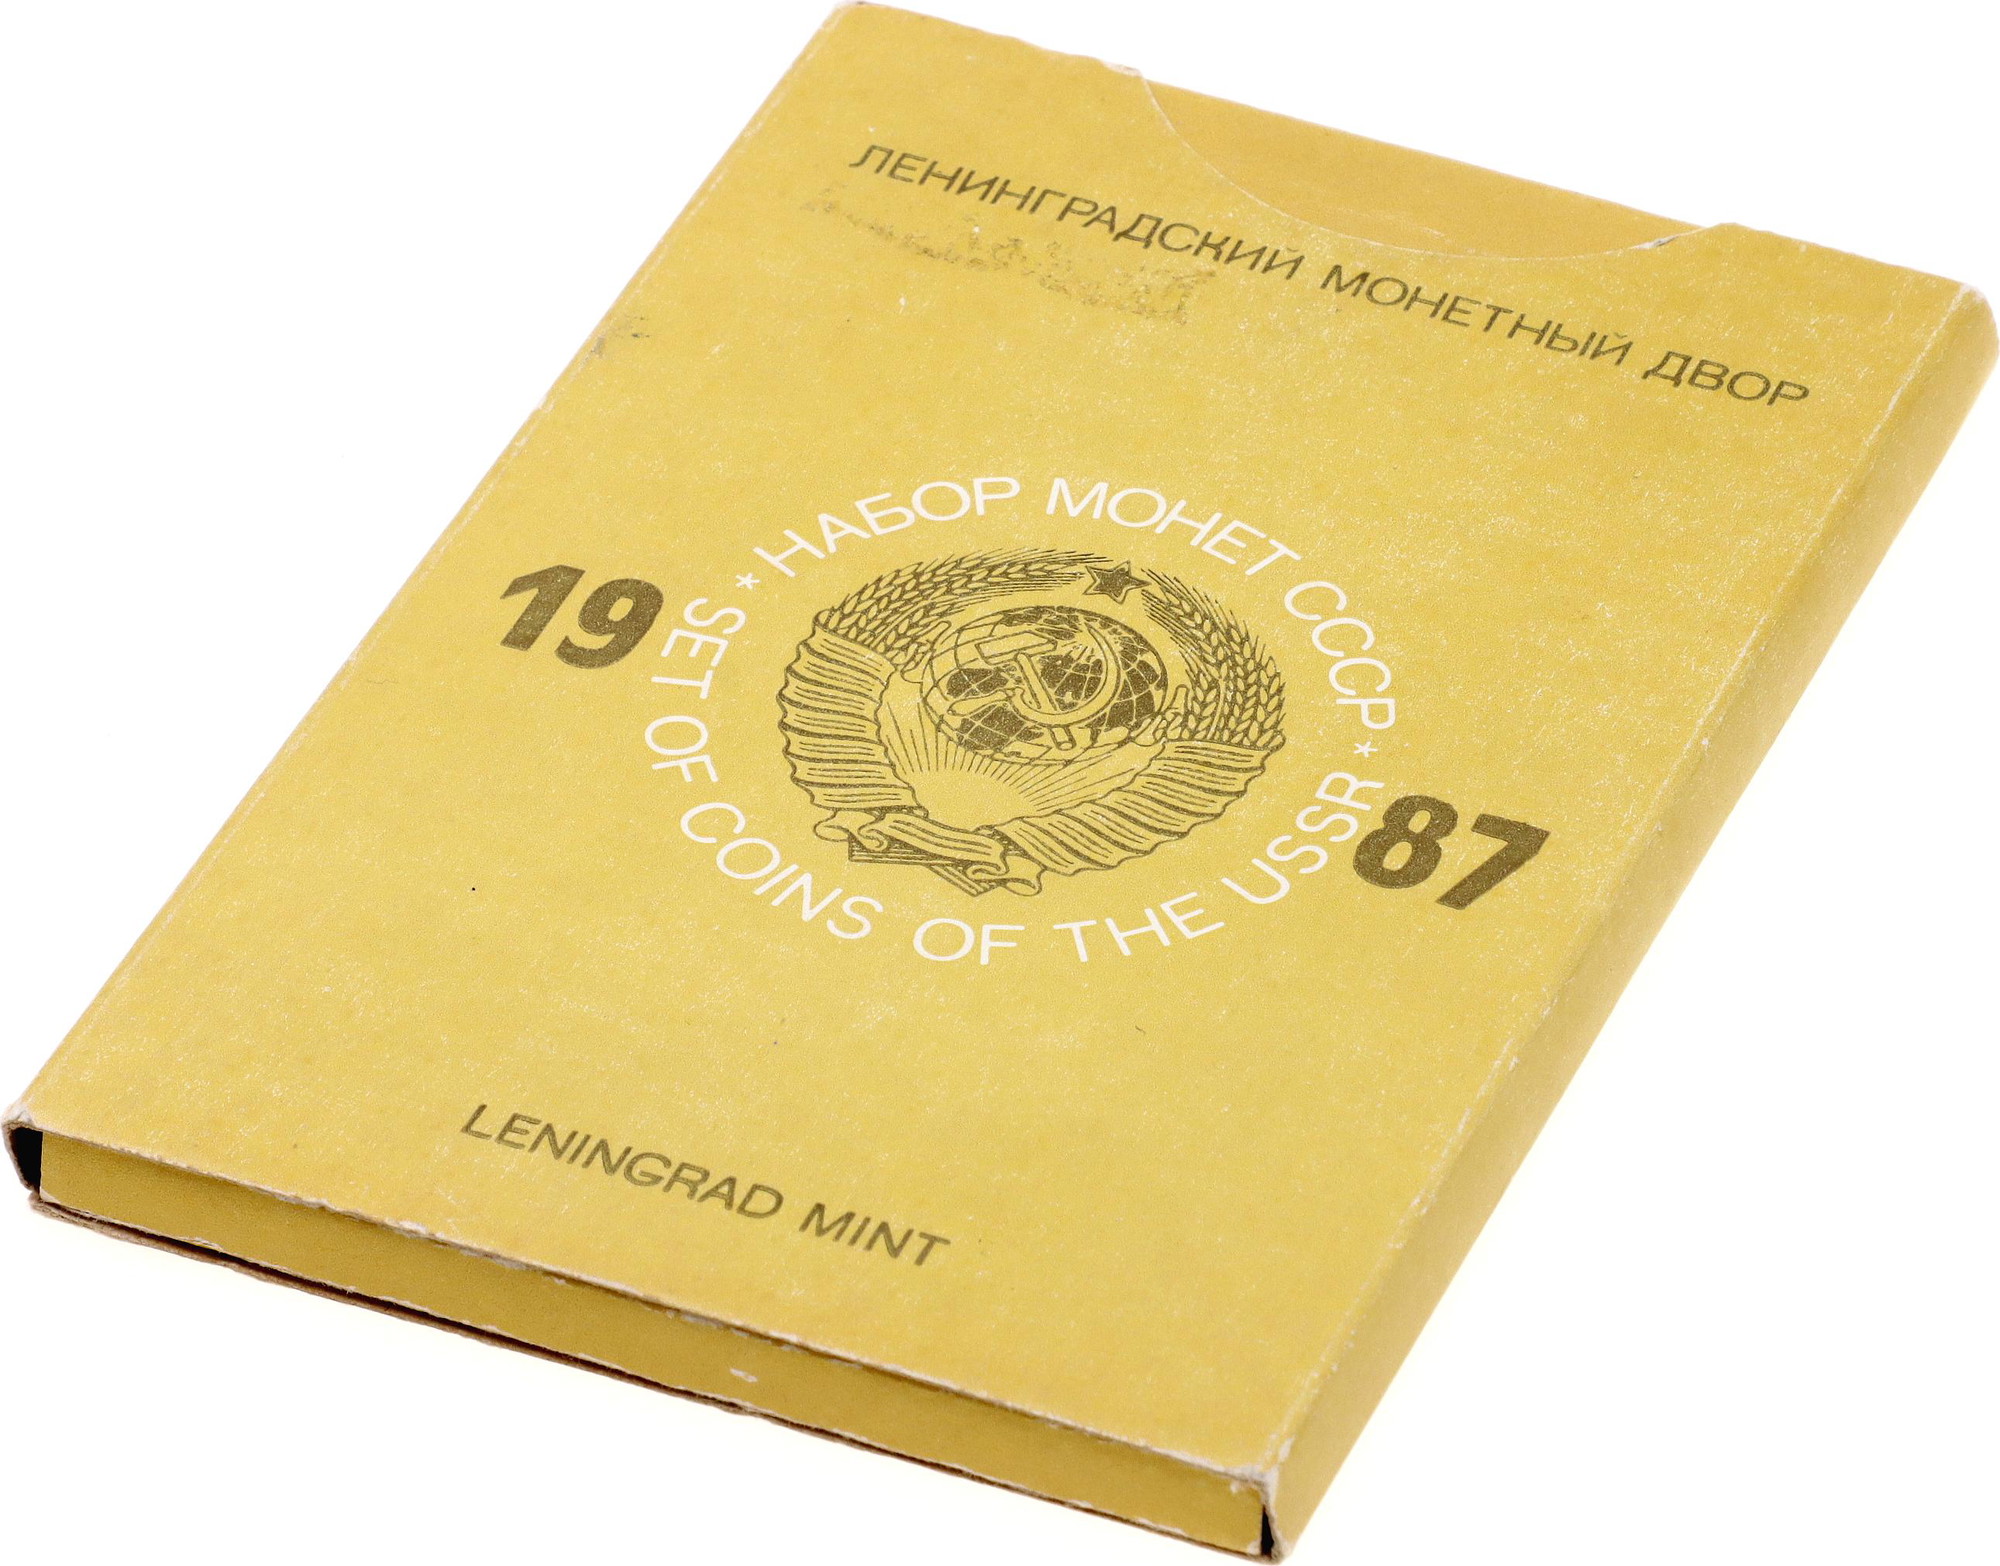 ЛЕНИНГРАДСКИЙ МОНЕТНЫЙ ДВОР
* НАБОР МОНЕТ СССР *
19
87
SET OF COINS OF THE USSR
LENINGRAD MINT